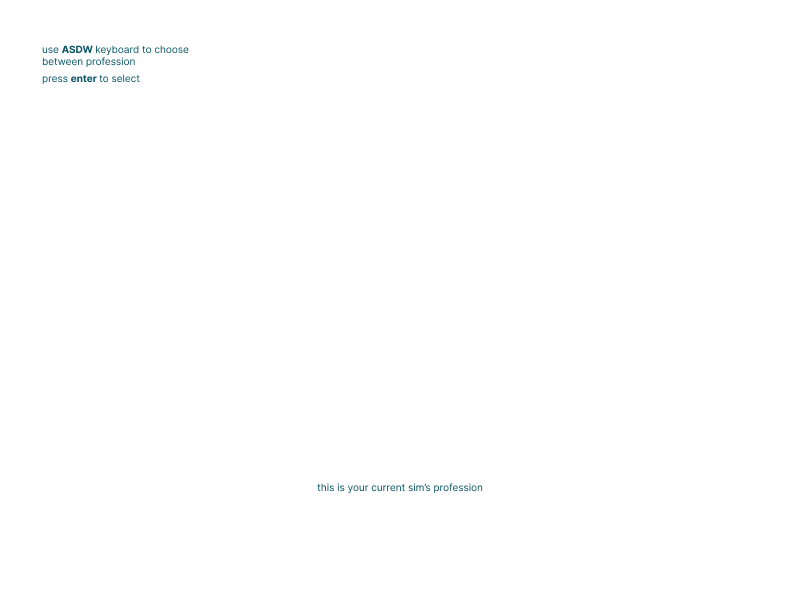 use ASDW keyboard to choose
between profession
press enter to select
this is your current sim’s profession